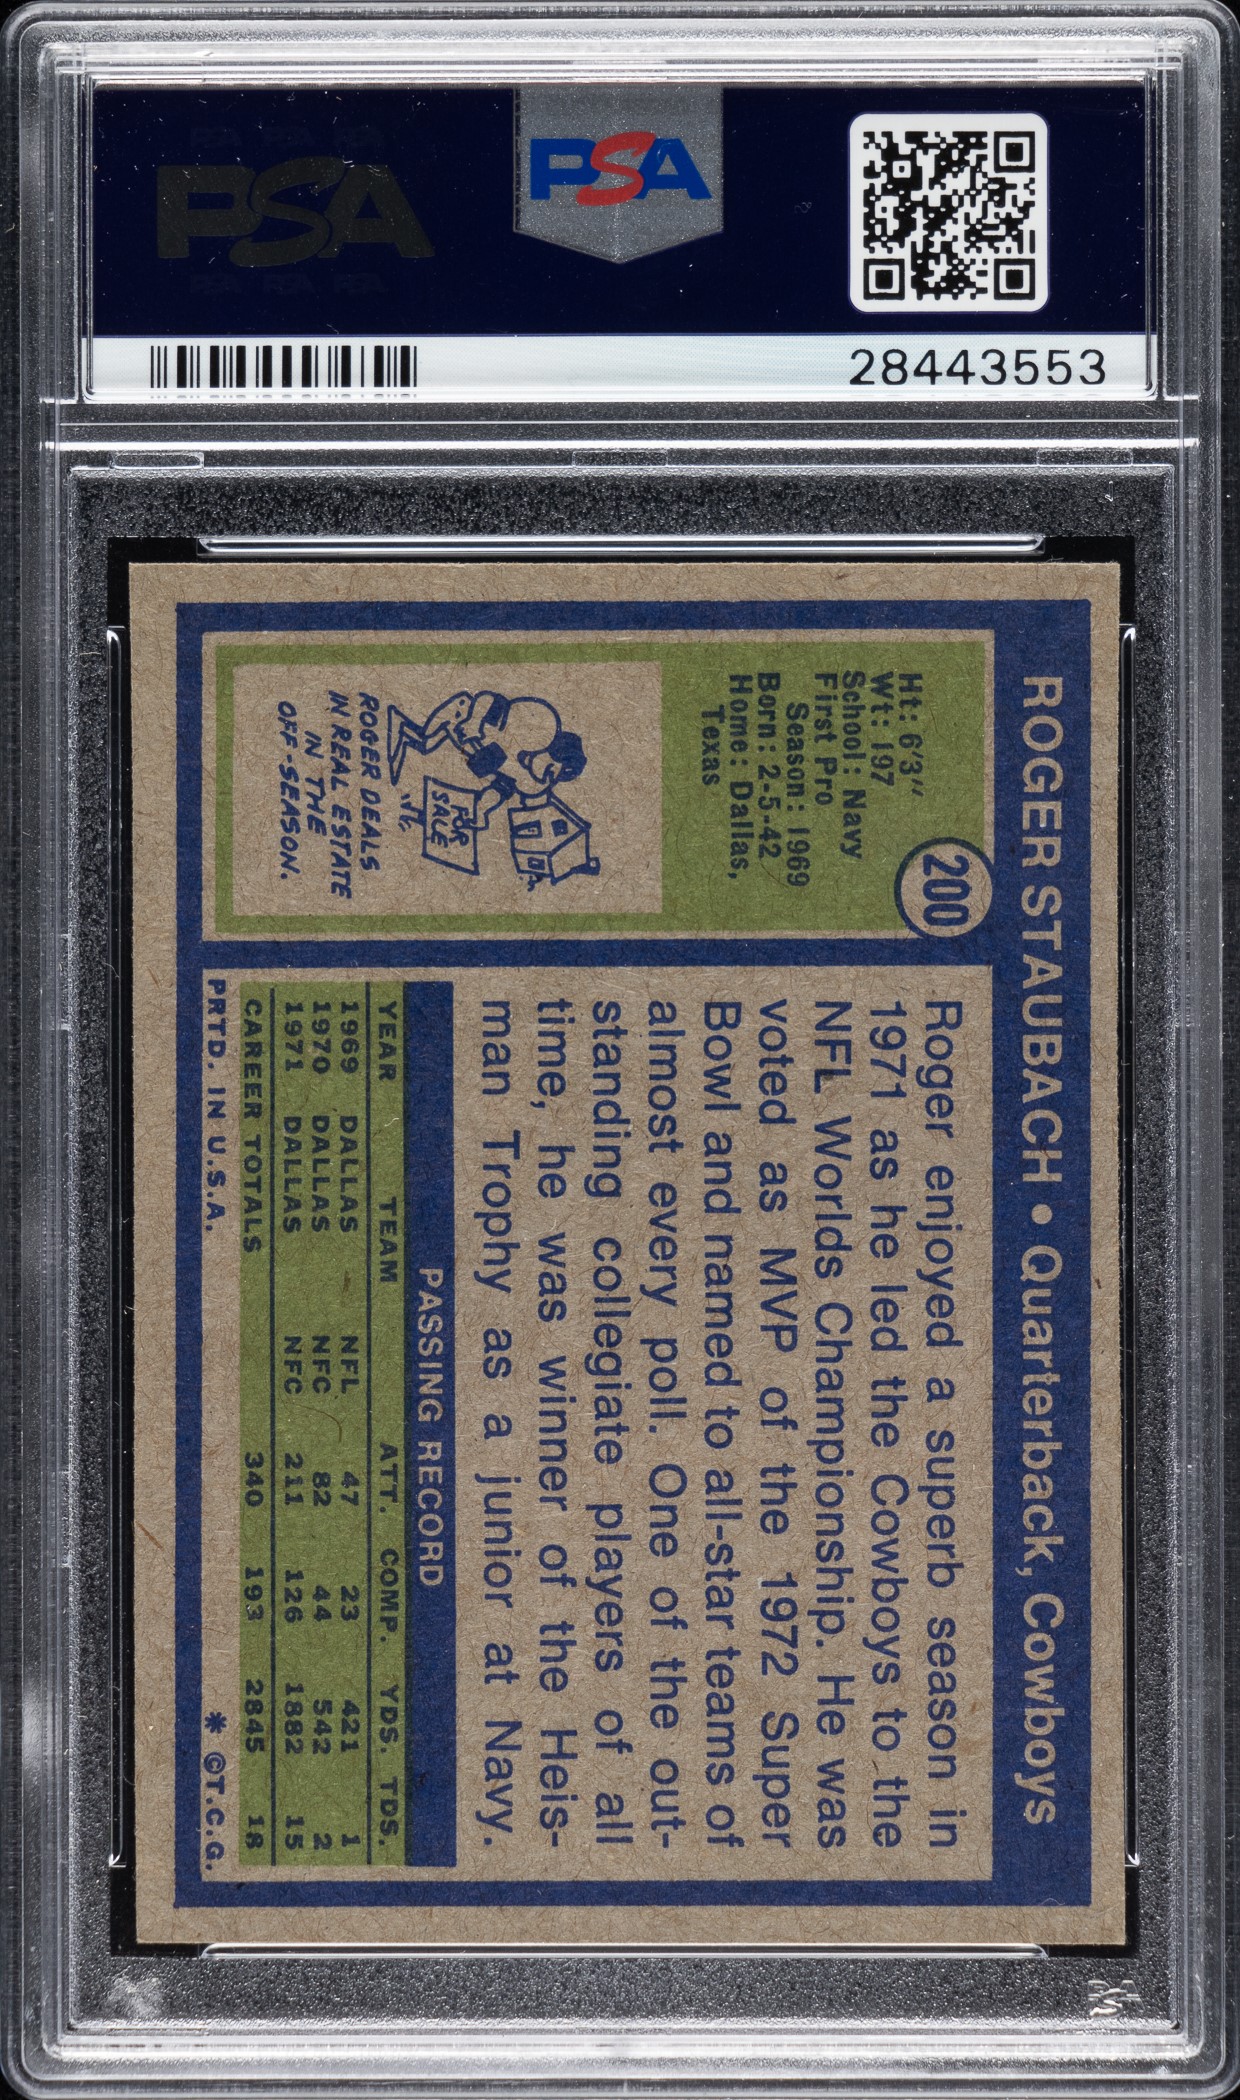 PSA
PSA
28443553
ROGER STAUBACH • Quarterback, Cowboys
200
Ht: 6'3"
Wt: 197
School: Navy
First Pro
Season: 1969
Born: 2-5-42
Home: Dallas,
Texas
FOR
SALE
ROGER DEALS
IN REAL ESTATE
IN THE
OFF-SEASON.
Roger enjoyed a superb season in
1971 as he led the Cowboys to the
NFL Worlds Championship. He was
voted as MVP of the 1972 Super
Bowl and named to all-star teams of
almost every poll. One of the out-
standing collegiate players of all
time, he was winner of the Heis-
man Trophy as a junior at Navy.
PASSING RECORD
YEAR TEAM ATT. COMP. YDS. TDS.
1969 DALLAS NFL 47 23 421 1
1970 DALLAS NFC 82 44 542 2
1971 DALLAS NFC 211 126 1882 15
CAREER TOTALS 340 193 2845 18
PRTD. IN U.S.A. * ©T.C.G.
PSA